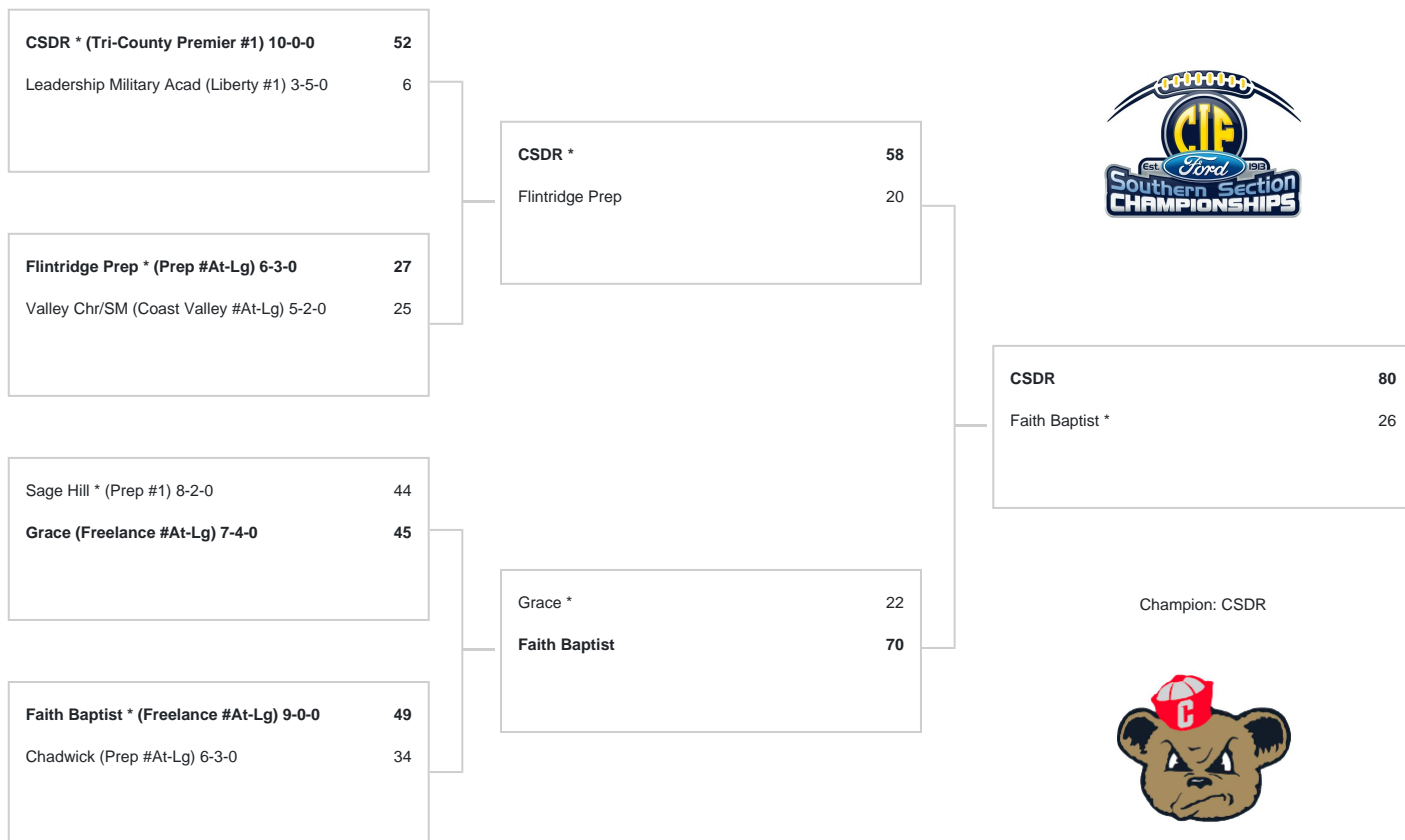 CSDR * (Tri-County Premier #1) 10-0-0 52
Leadership Military Acad (Liberty #1) 3-5-0 6
Flintridge Prep * (Prep #At-Lg) 6-3-0 27
Valley Chr/SM (Coast Valley #At-Lg) 5-2-0 25
Sage Hill * (Prep #1) 8-2-0 44
Grace (Freelance #At-Lg) 7-4-0 45
Faith Baptist * (Freelance #At-Lg) 9-0-0 49
Chadwick (Prep #At-Lg) 6-3-0 34
CSDR * 58
Flintridge Prep 20
Grace * 22
Faith Baptist 70
CIF
Est. Ford 1913
Southern Section
CHAMPIONSHIPS
CSDR 80
Faith Baptist * 26
Champion: CSDR
C